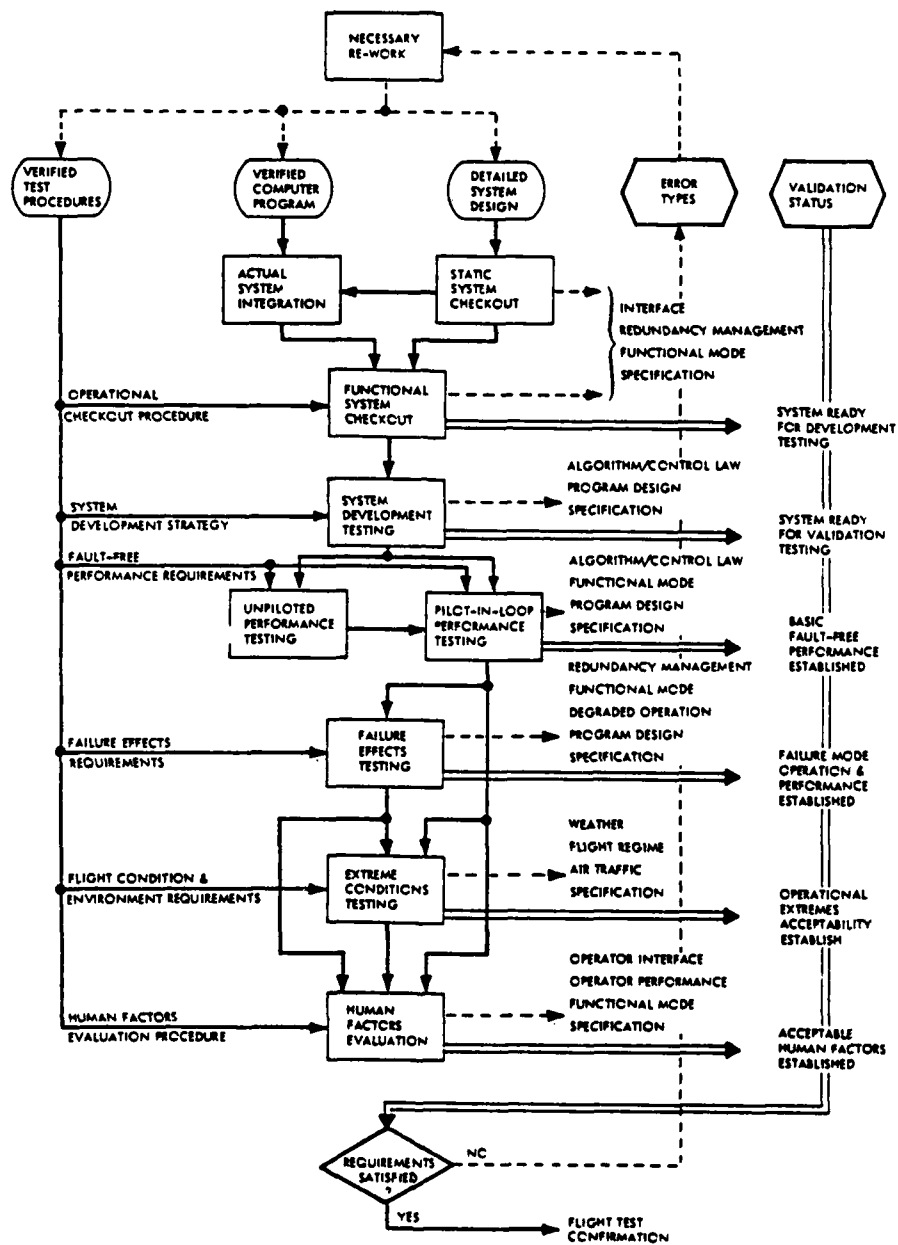 NECESSARY
RE-WORK
VERIFIED
TEST
PROCEDURES
VERIFIED
COMPUTER
PROGRAM
DETAILED
SYSTEM
DESIGN
ERROR
TYPES
VALIDATION
STATUS
ACTUAL
SYSTEM
INTEGRATION
STATIC
SYSTEM
CHECKOUT
INTERFACE
REDUNDANCY MANAGEMENT
FUNCTIONAL MODE
SPECIFICATION
OPERATIONAL
CHECKOUT PROCEDURE
FUNCTIONAL
SYSTEM
CHECKOUT
SYSTEM READY
FOR DEVELOPMENT
TESTING
SYSTEM
DEVELOPMENT STRATEGY
SYSTEM
DEVELOPMENT
TESTING
ALGORITHM/CONTROL LAW
PROGRAM DESIGN
SPECIFICATION
SYSTEM READY
FOR VALIDATION
TESTING
FAULT-FREE
PERFORMANCE REQUIREMENTS
UNPILOTED
PERFORMANCE
TESTING
PILOT-IN-LOOP
PERFORMANCE
TESTING
ALGORITHM/CONTROL LAW
FUNCTIONAL MODE
PROGRAM DESIGN
SPECIFICATION
BASIC
FAULT-FREE
PERFORMANCE
ESTABLISHED
FAILURE EFFECTS
REQUIREMENTS
FAILURE
EFFECTS
TESTING
REDUNDANCY MANAGEMENT
FUNCTIONAL MODE
DEGRADED OPERATION
PROGRAM DESIGN
SPECIFICATION
FAILURE MODE
OPERATION &
PERFORMANCE
ESTABLISHED
FLIGHT CONDITION &
ENVIRONMENT REQUIREMENTS
EXTREME
CONDITIONS
TESTING
WEATHER
FLIGHT REGIME
AIR TRAFFIC
SPECIFICATION
OPERATIONAL
EXTREMES
ACCEPTABILITY
ESTABLISH
HUMAN FACTORS
EVALUATION PROCEDURE
HUMAN
FACTORS
EVALUATION
OPERATOR INTERFACE
OPERATOR PERFORMANCE
FUNCTIONAL MODE
SPECIFICATION
ACCEPTABLE
HUMAN FACTORS
ESTABLISHED
REQUIREMENTS
SATISFIED
?
NO
YES
FLIGHT TEST
CONFIRMATION